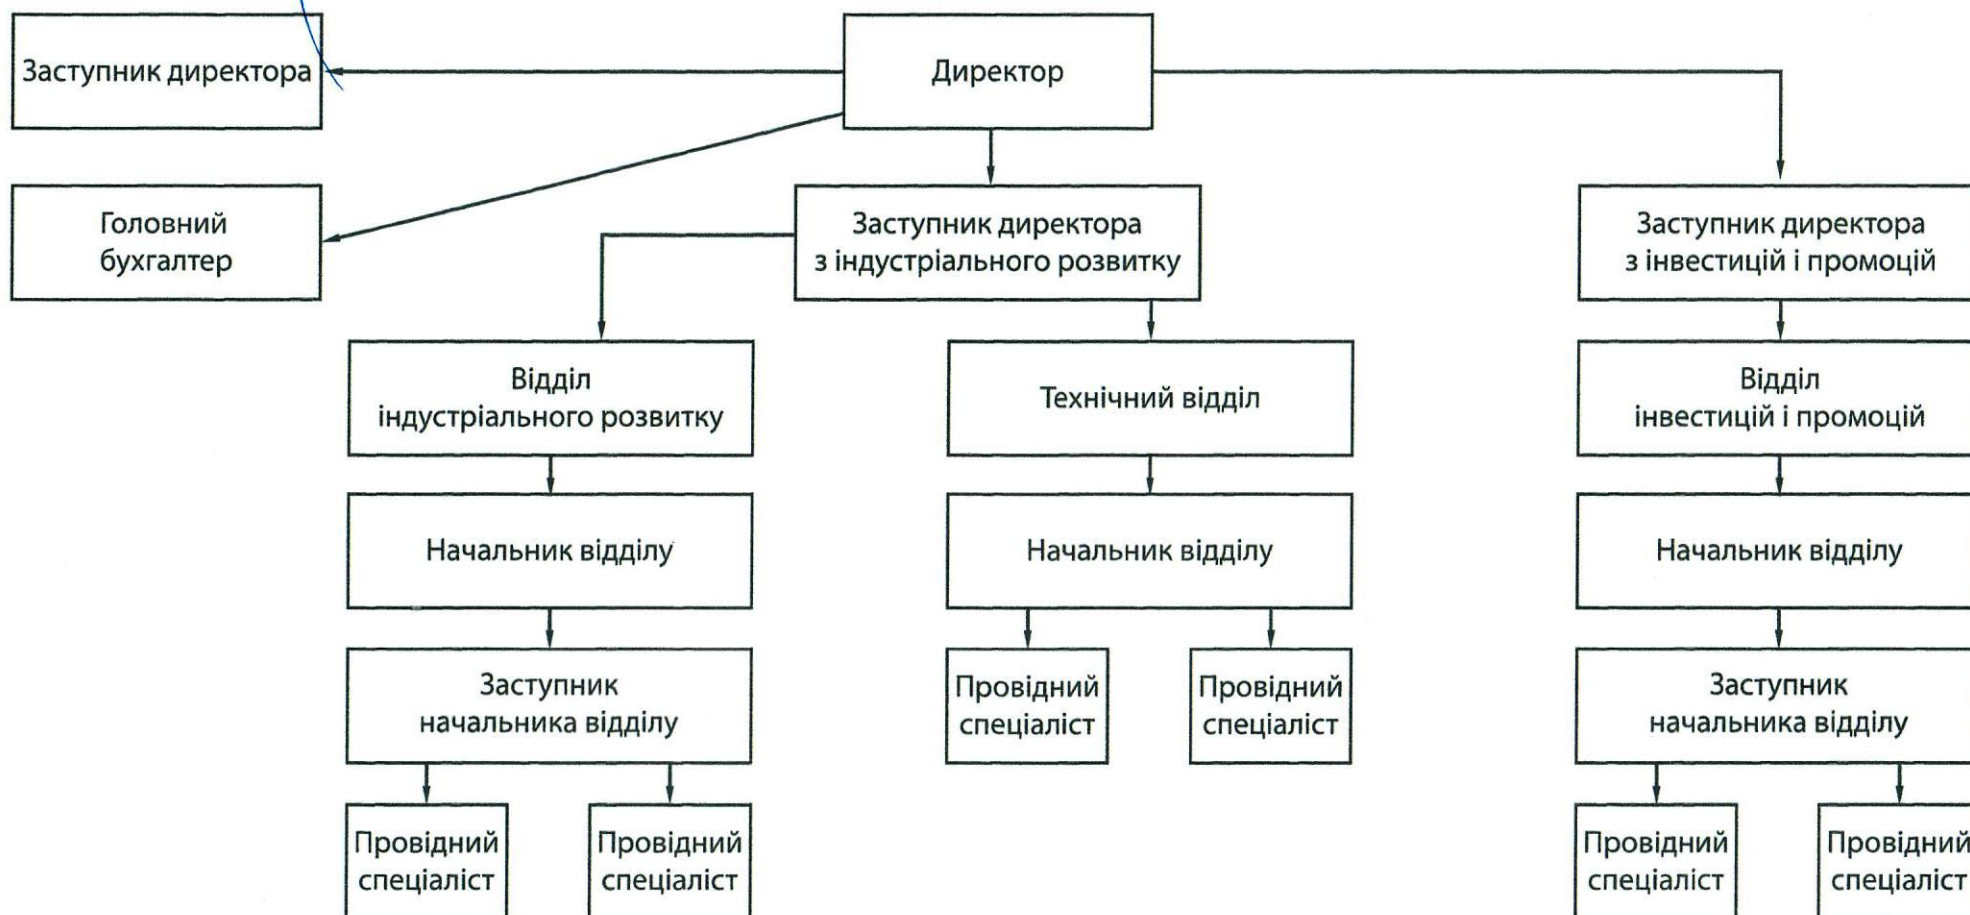 Заступник директора
Директор
Головний
бухгалтер
Заступник директора
з індустріального розвитку
Заступник директора
з інвестицій і промоцій
Відділ
індустріального розвитку
Технічний відділ
Відділ
інвестицій і промоцій
Начальник відділу
Начальник відділу
Начальник відділу
Заступник
начальника відділу
Провідний
спеціаліст
Провідний
спеціаліст
Заступник
начальника відділу
Провідний
спеціаліст
Провідний
спеціаліст
Провідний
спеціаліст
Провідний
спеціаліст